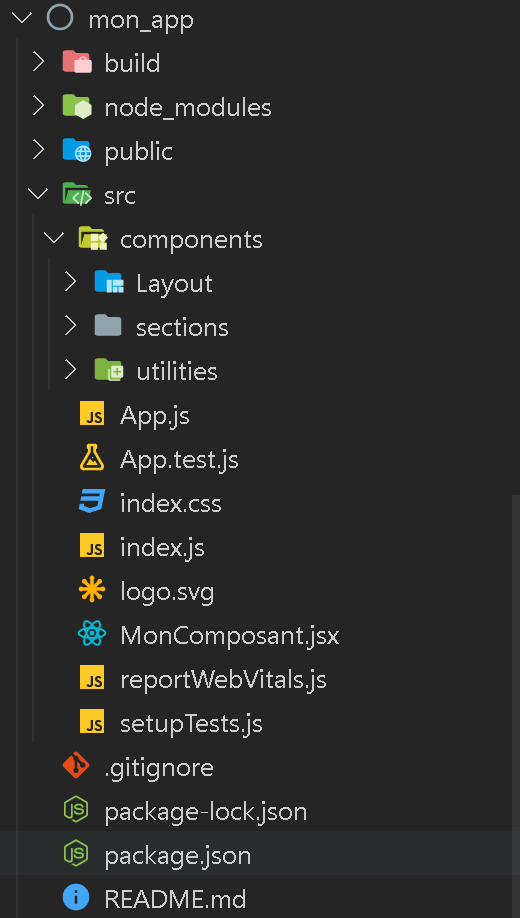 mon_app
build
node_modules
public
src
components
Layout
sections
utilities
JS App.js
App.test.js
index.css
JS index.js
logo.svg
MonComposant.jsx
JS reportWebVitals.js
JS setupTests.js
.gitignore
JS package-lock.json
JS package.json
i README.md